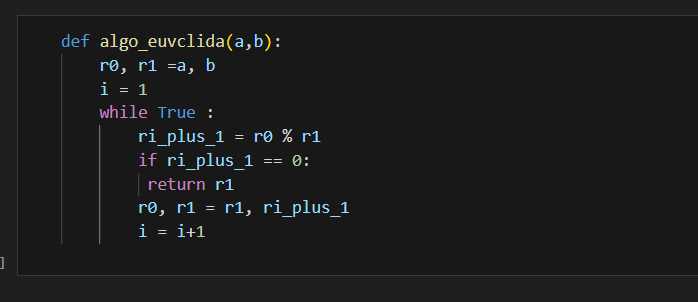 def algo_euvclida(a,b):
    r0, r1 =a, b
    i = 1
    while True :
        ri_plus_1 = r0 % r1
        if ri_plus_1 == 0:
         return r1
        r0, r1 = r1, ri_plus_1
        i = i+1
]